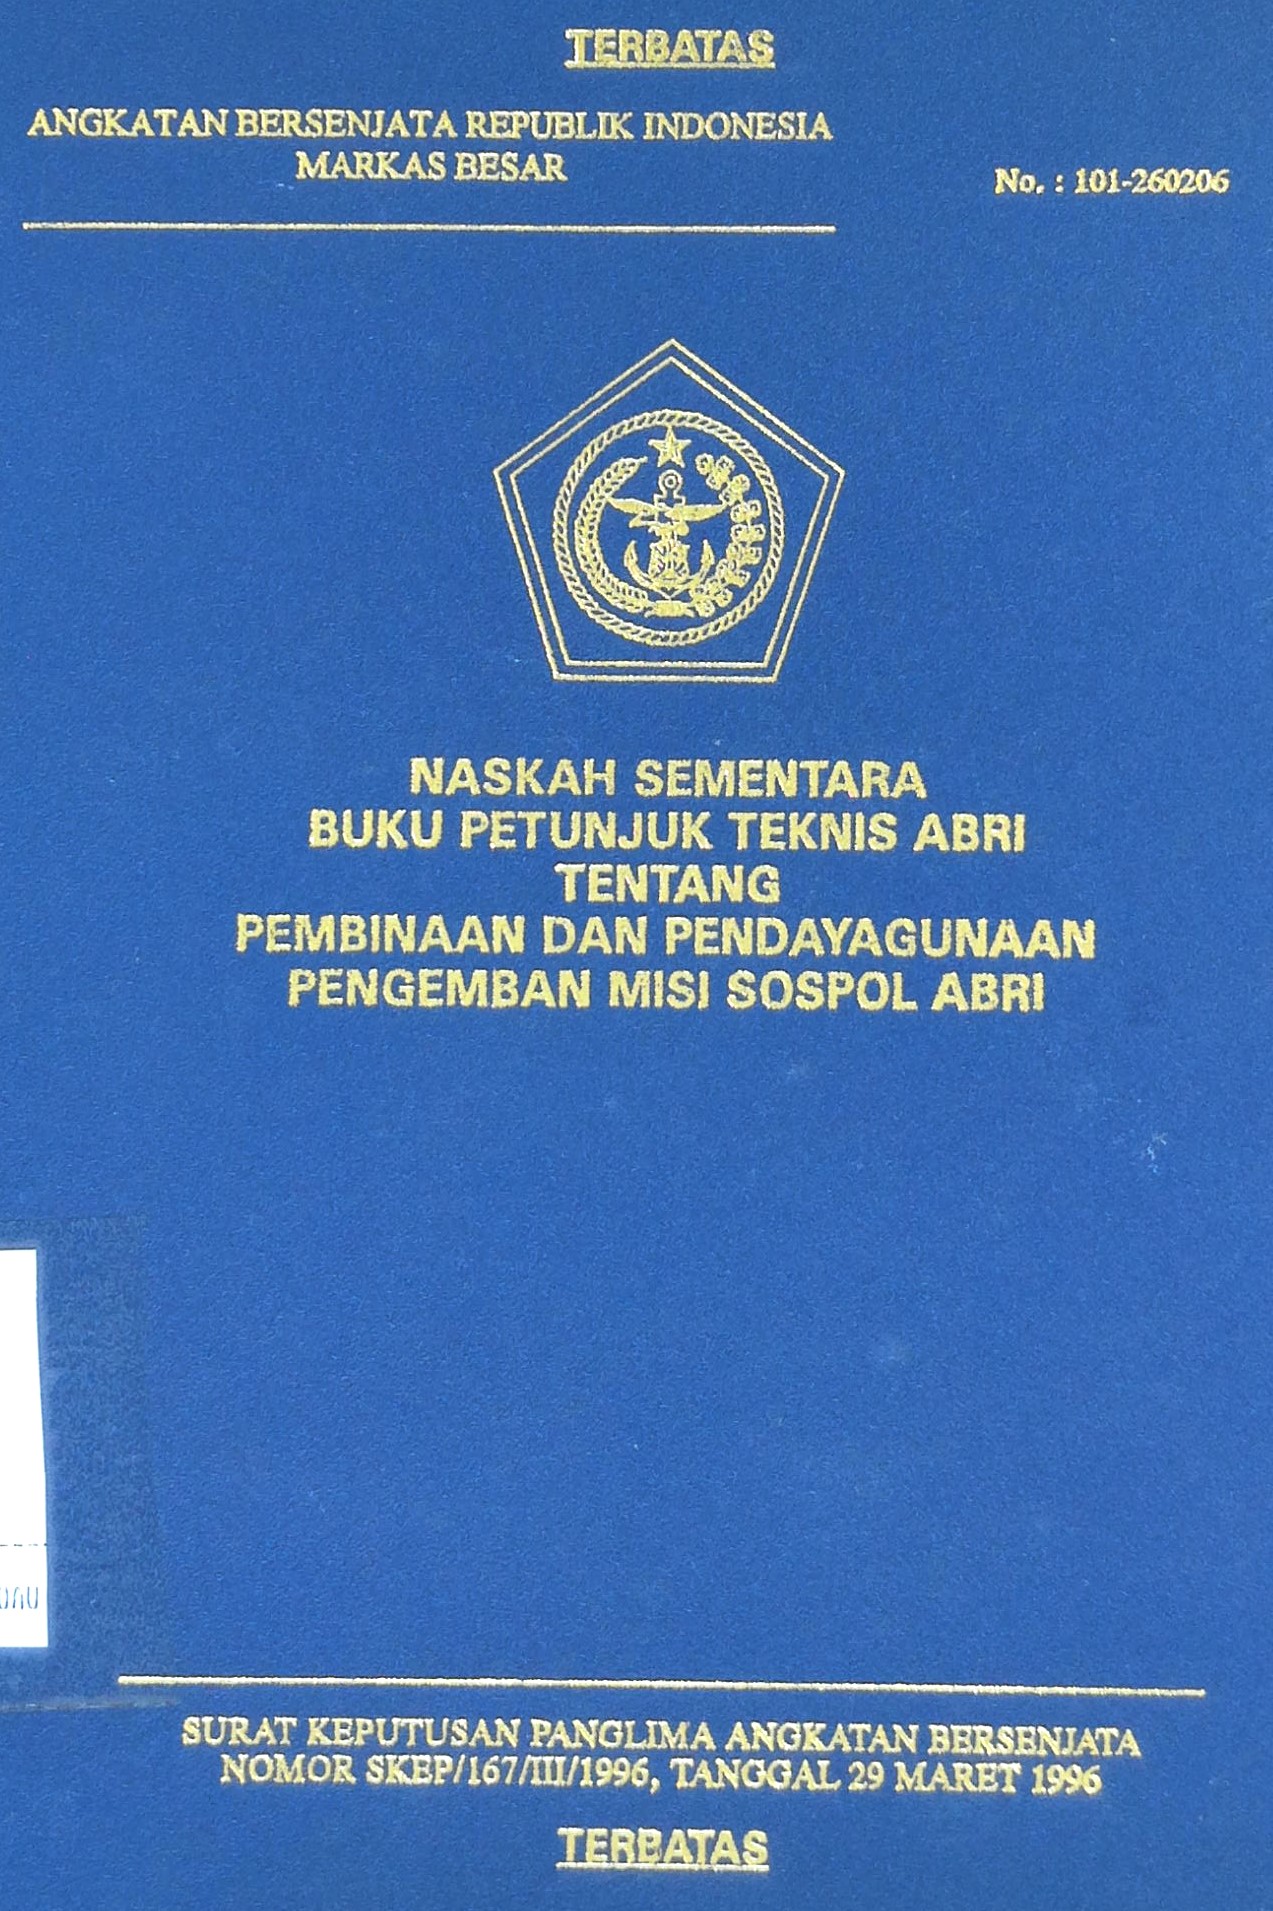 TERBATAS
ANGKATAN BERSENJATA REPUBLIK INDONESIA
MARKAS BESAR
No. : 101-260206
NASKAH SEMENTARA
BUKU PETUNJUK TEKNIS ABRI
TENTANG
PEMBINAAN DAN PENDAYAGUNAAN
PENGEMBAN MISI SOSPOL ABRI
SURAT KEPUTUSAN PANGLIMA ANGKATAN BERSENJATA
NOMOR SKEP/167/III/1996, TANGGAL 29 MARET 1996
TERBATAS